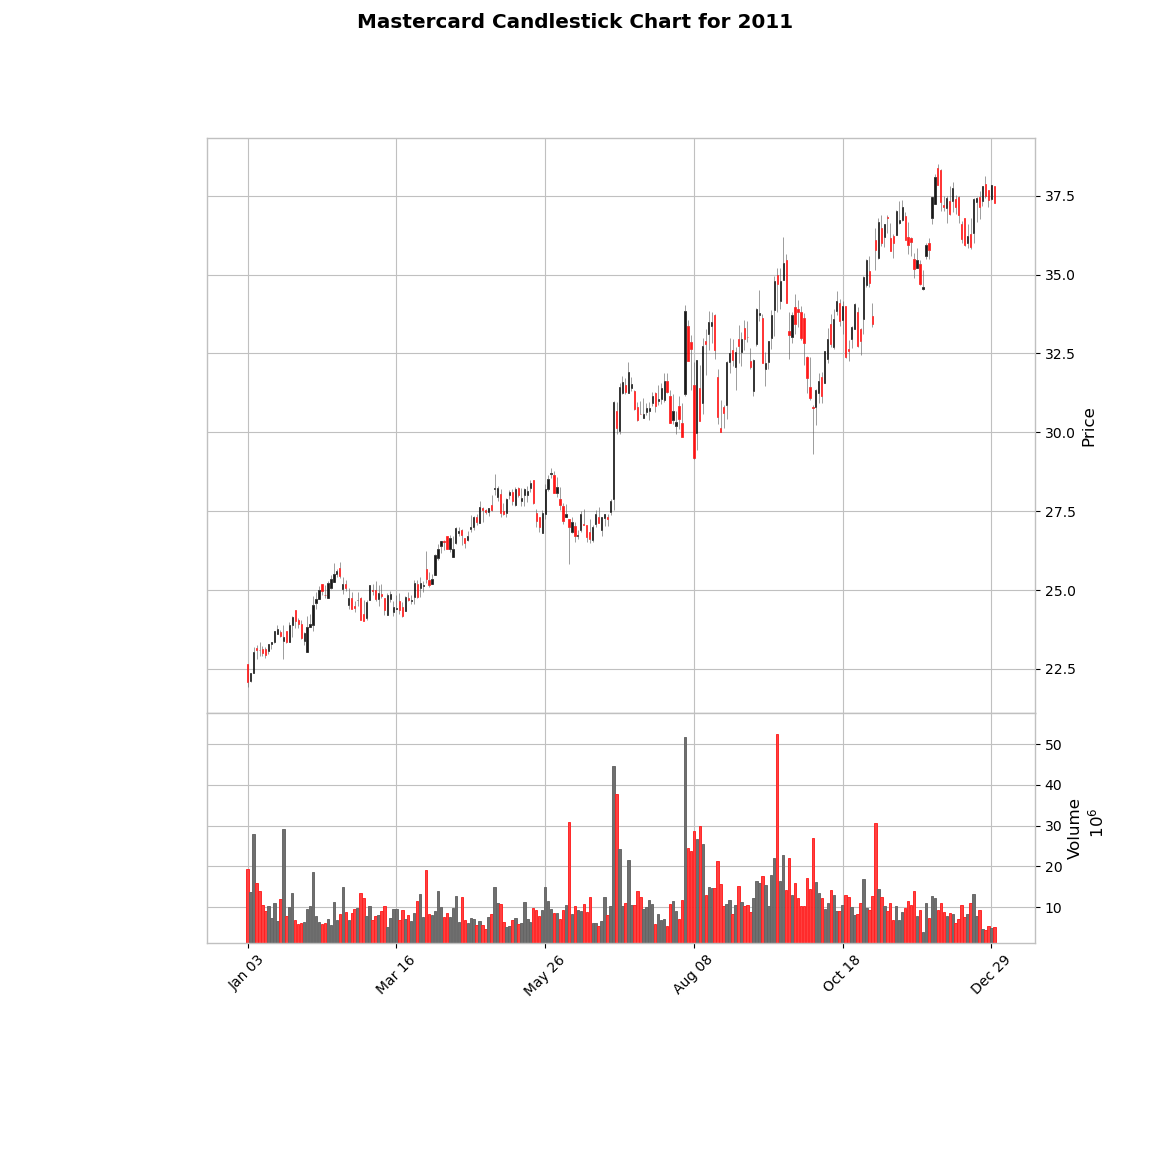 Mastercard Candlestick Chart for 2011
37.5
35.0
32.5
30.0
27.5
25.0
22.5
Price
50
40
30
20
10
Volume
10⁶
Jan 03
Mar 16
May 26
Aug 08
Oct 18
Dec 29